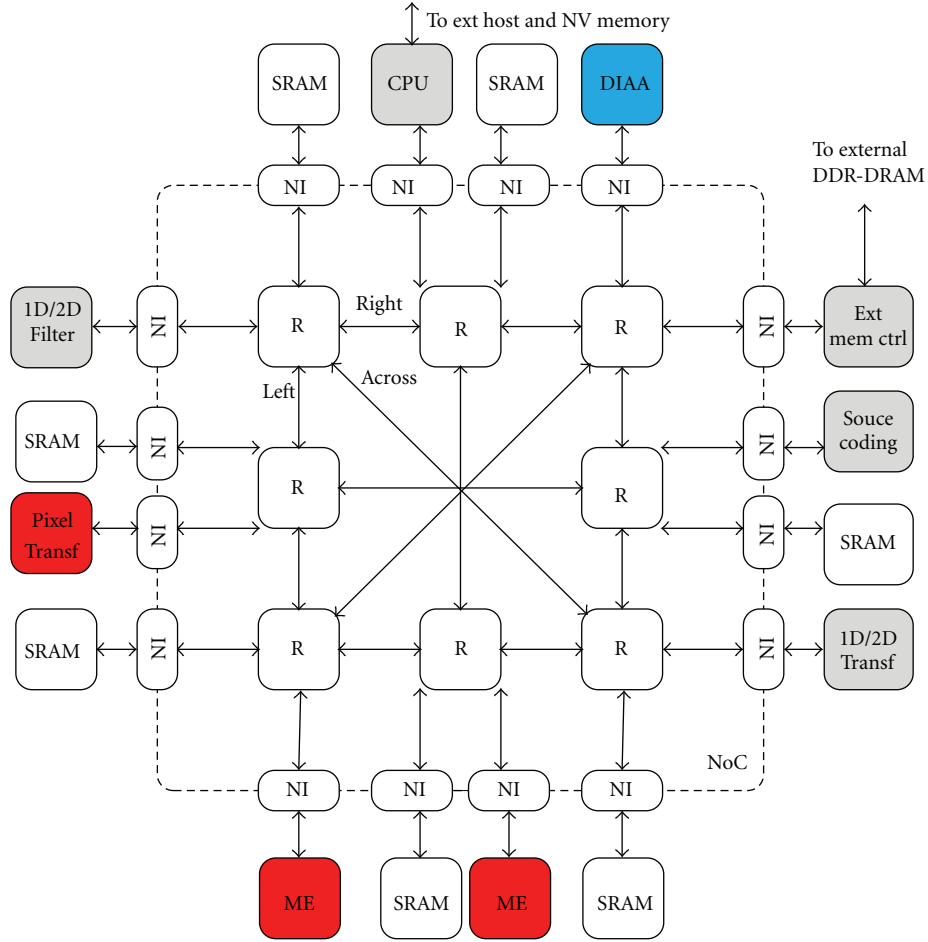 To ext host and NV memory
SRAM
CPU
SRAM
DIAA
To external
DDR-DRAM
NI
NI
NI
NI
1D/2D
Filter
NI
R
Right
R
R
NI
Ext
mem ctrl
Left
Across
SRAM
NI
R
R
NI
Souce
coding
Pixel
Transf
NI
NI
SRAM
SRAM
NI
R
R
R
NI
1D/2D
Transf
NoC
NI
NI
NI
NI
ME
SRAM
ME
SRAM